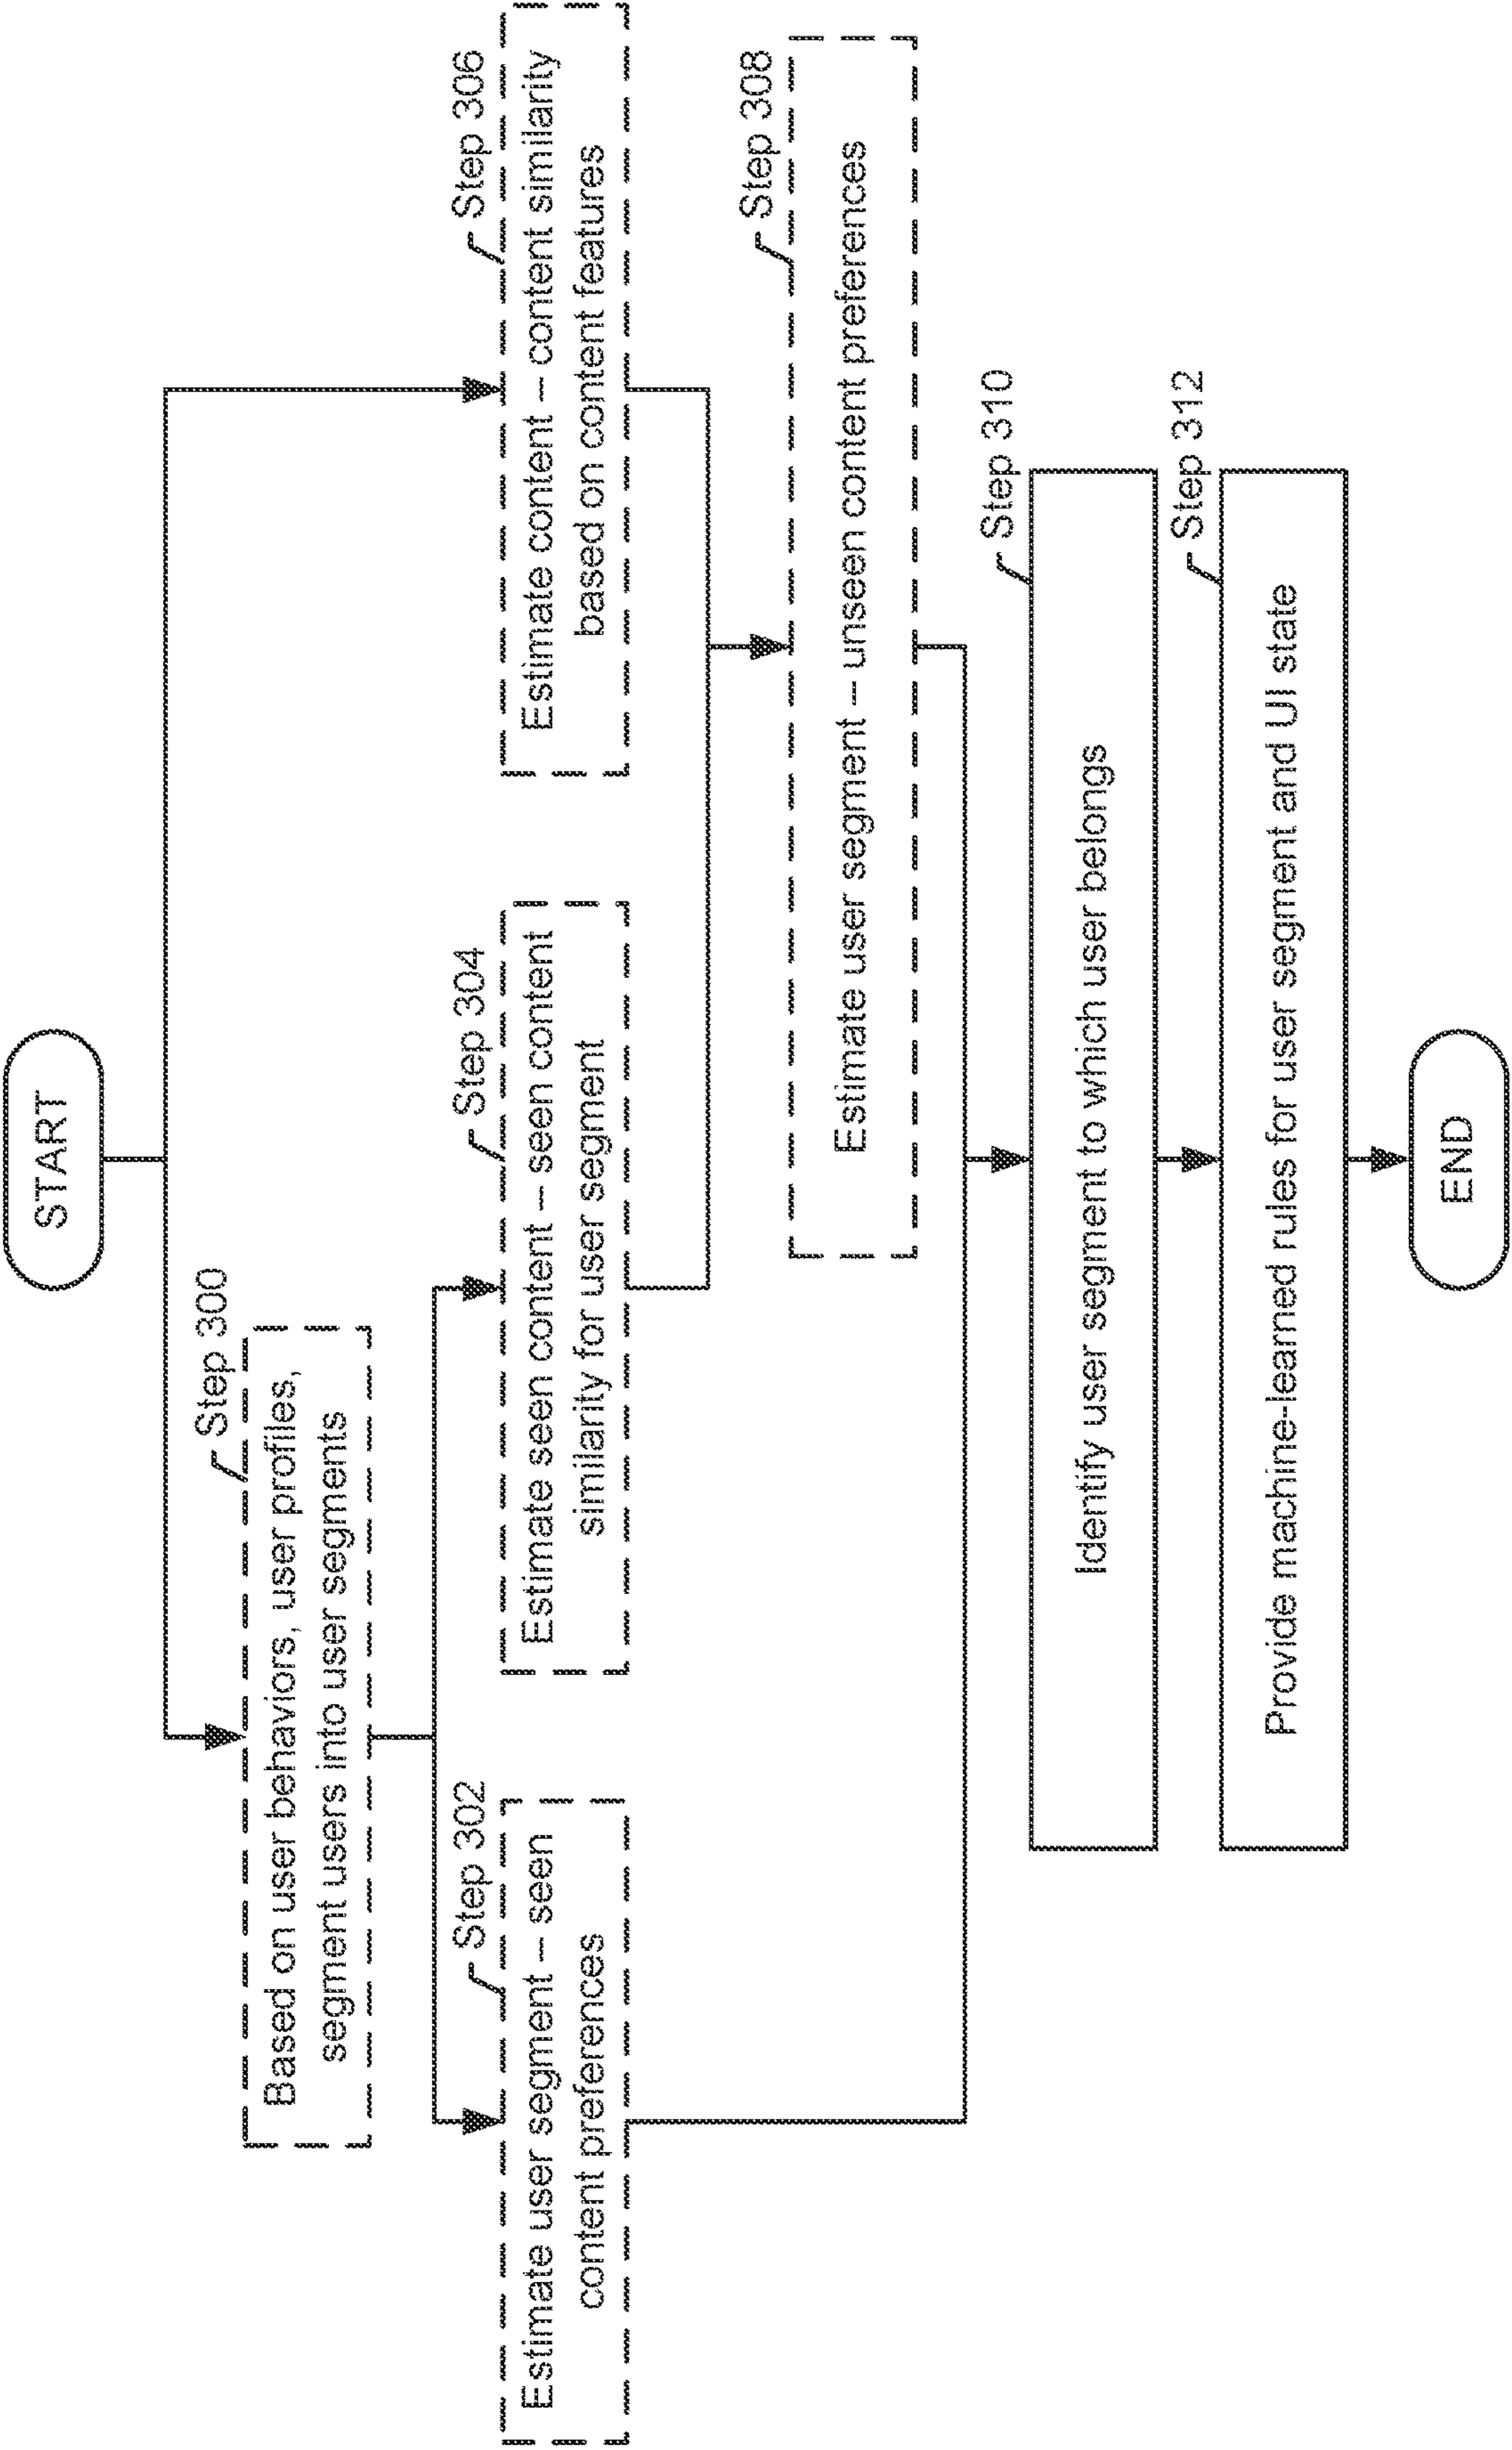 START
Step 300
Based on user behaviors, user profiles,
segment users into user segments
Step 302
Estimate user segment – seen
content preferences
Step 304
Estimate seen content – seen content
similarity for user segment
Step 306
Estimate content – content similarity
based on content features
Step 308
Estimate user segment – unseen content preferences
Step 310
Identify user segment to which user belongs
Step 312
Provide machine-learned rules for user segment and UI state
END